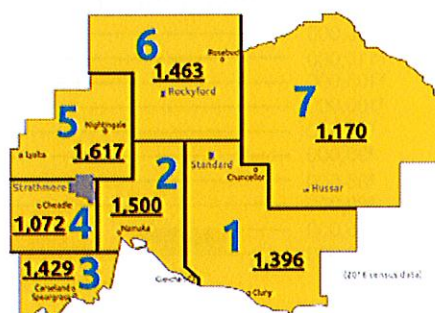 6
Rosebud
1,463
Rockyford
7
1,170
5
Nightingale
Lyalta
1,617
2
Standard
Chancellor
Hussar
Strathmore
Cheadle
1,072
4
1,500
Namaka
1
1,429
3
Carseland
Speargrass
Gleichen
1,396
Cluny
(2016 census data)